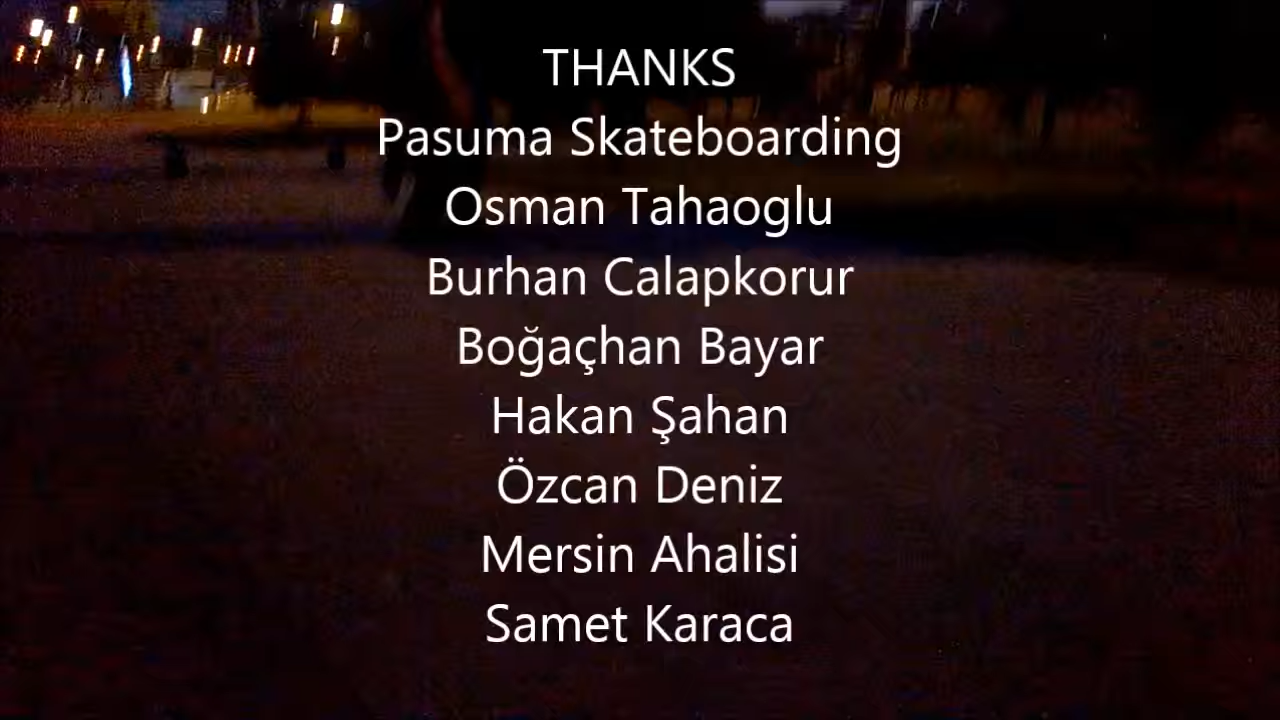 THANKS
Pasuma Skateboarding
Osman Tahaoglu
Burhan Calapkorur
Boğaçhan Bayar
Hakan Şahan
Özcan Deniz
Mersin Ahalisi
Samet Karaca